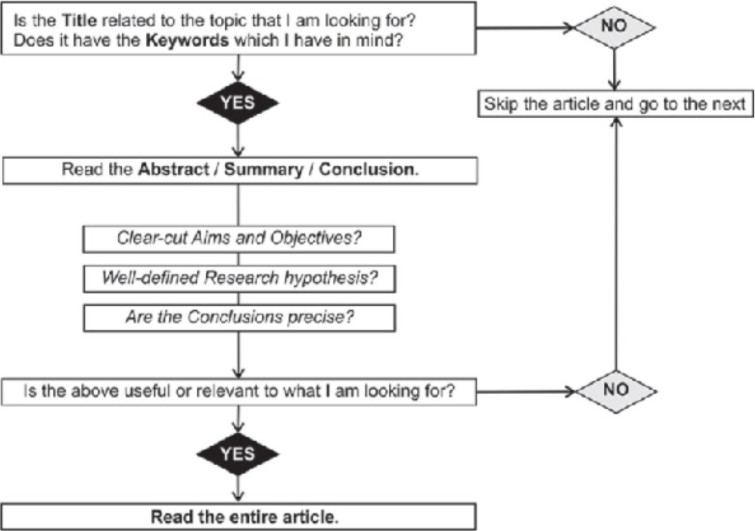 Is the Title related to the topic that I am looking for?
Does it have the Keywords which I have in mind?
NO
YES
Skip the article and go to the next
Read the Abstract / Summary / Conclusion.
Clear-cut Aims and Objectives?
Well-defined Research hypothesis?
Are the Conclusions precise?
Is the above useful or relevant to what I am looking for?
NO
YES
Read the entire article.